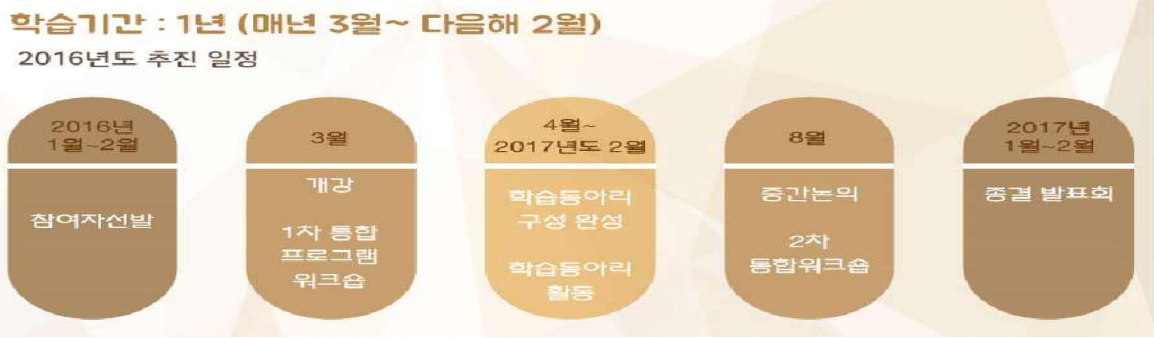 학습기간 : 1년 (매년 3월~ 다음해 2월)
2016년도 추진 일정
2016년
1월~2월
참여자선발
3월
개강
1차 통합
프로그램
워크숍
4월~
2017년도 2월
학습동아리
구성 완성
학습동아리
활동
8월
중간논의
2차
통합워크숍
2017년
1월~2월
종결 발표회